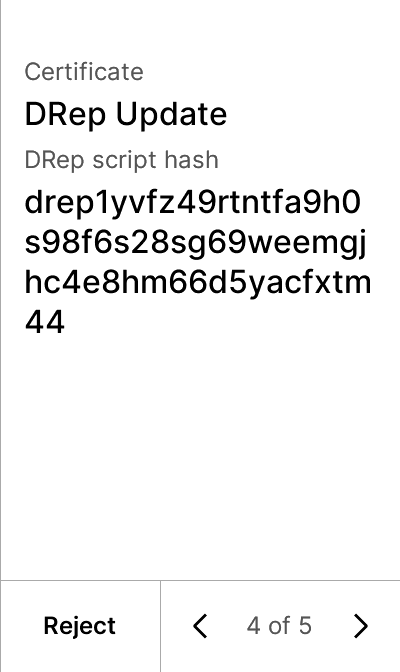 Certificate
DRep Update
DRep script hash
drep1yvfz49rtntfa9h0
s98f6s28sg69weemgj
hc4e8hm66d5yacfxtm
44
Reject
4 of 5